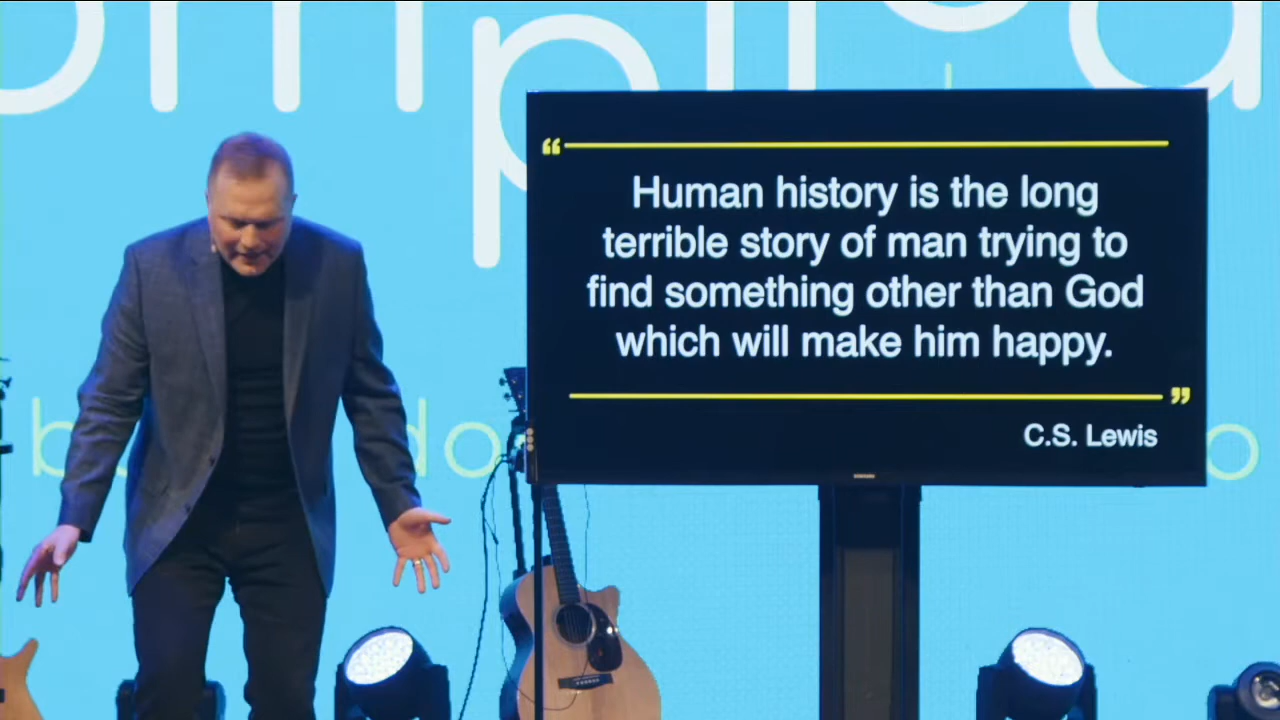 “
Human history is the long
terrible story of man trying to
find something other than God
which will make him happy.
”
C.S. Lewis